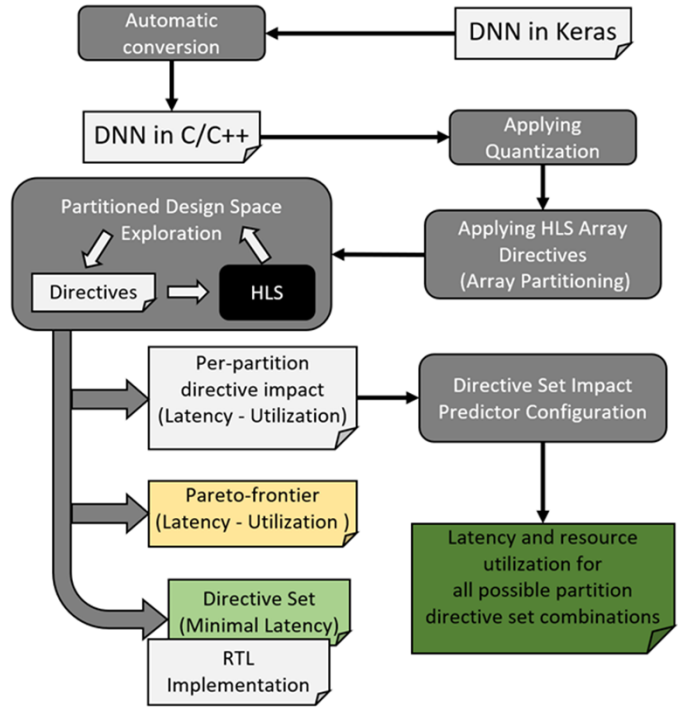 Automatic
conversion
DNN in Keras
DNN in C/C++
Applying
Quantization
Partitioned Design Space
Exploration
Directives
HLS
Applying HLS Array
Directives
(Array Partitioning)
Per-partition
directive impact
(Latency - Utilization)
Directive Set Impact
Predictor Configuration
Pareto-frontier
(Latency - Utilization )
Latency and resource
utilization for
all possible partition
directive set combinations
Directive Set
(Minimal Latency)
RTL
Implementation